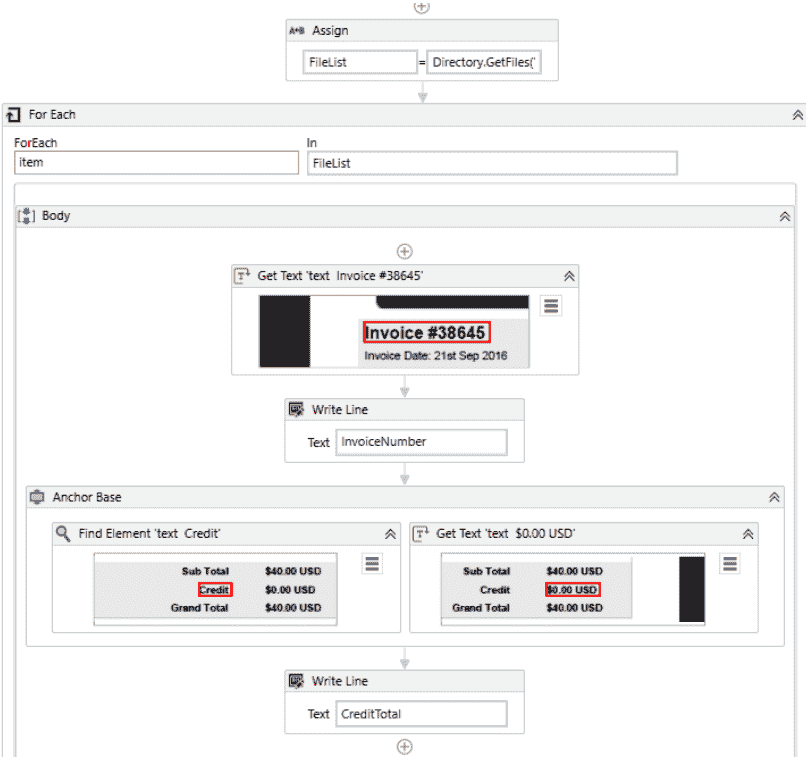 A+B Assign
FileList = Directory.GetFiles('
For Each
ForEach In
item FileList
Body
Get Text 'text Invoice #38645'
Invoice #38645
Invoice Date: 21st Sep 2016
Write Line
Text InvoiceNumber
Anchor Base
Find Element 'text Credit'
Sub Total $40.00 USD
Credit $0.00 USD
Grand Total $40.00 USD
Get Text 'text $0.00 USD'
Sub Total $40.00 USD
Credit $0.00 USD
Grand Total $40.00 USD
Write Line
Text CreditTotal